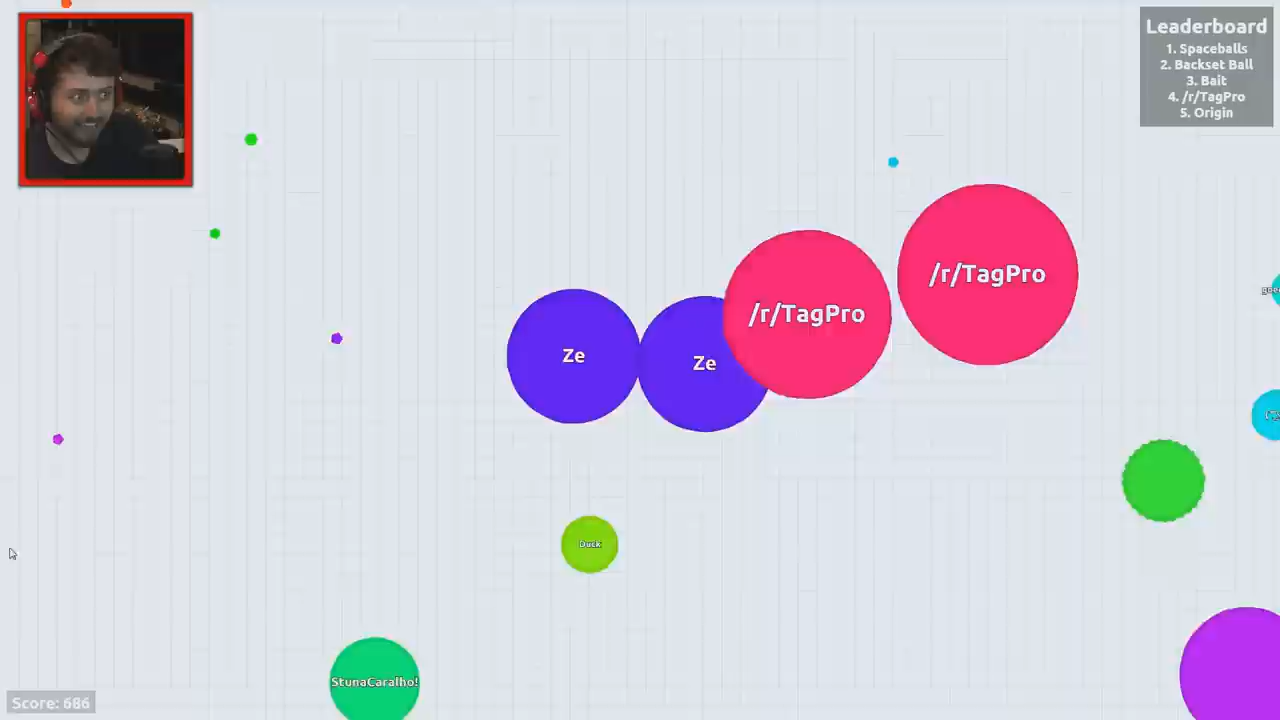 Leaderboard
1. Spaceballs
2. Backset Ball
3. Bait
4. /r/TagPro
5. Origin
/r/TagPro
/r/TagPro
Ze
Ze
Duck
StunaCaralho!
Score: 686